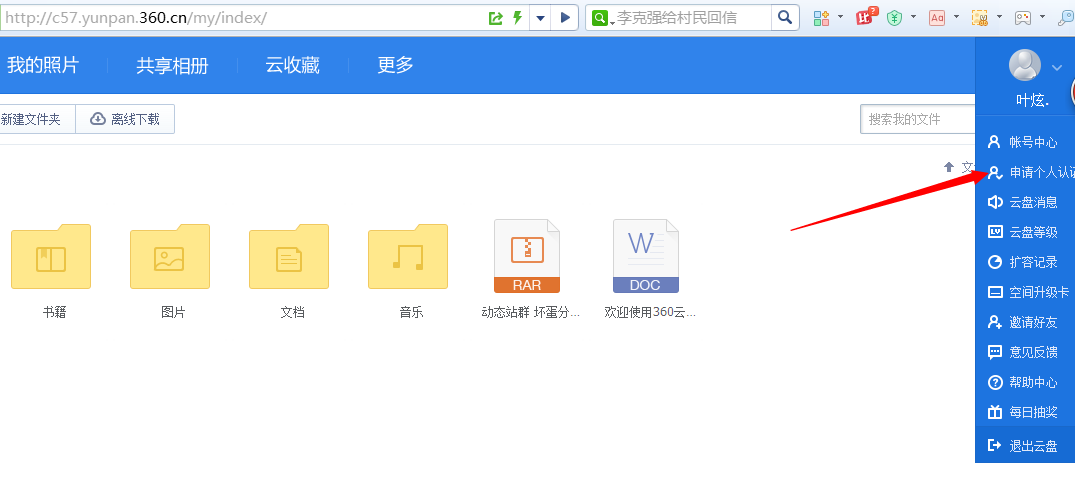 http://c57.yunpan.360.cn/my/index/
李克强给村民回信
我的照片
共享相册
云收藏
更多
叶炫.
新建文件夹
离线下载
搜索我的文件
帐号中心
申请个人认
云盘消息
云盘等级
扩容记录
空间升级卡
邀请好友
意见反馈
帮助中心
每日抽奖
退出云盘
书籍
图片
文档
音乐
RAR
动态站群 坏蛋分...
DOC
欢迎使用360云...